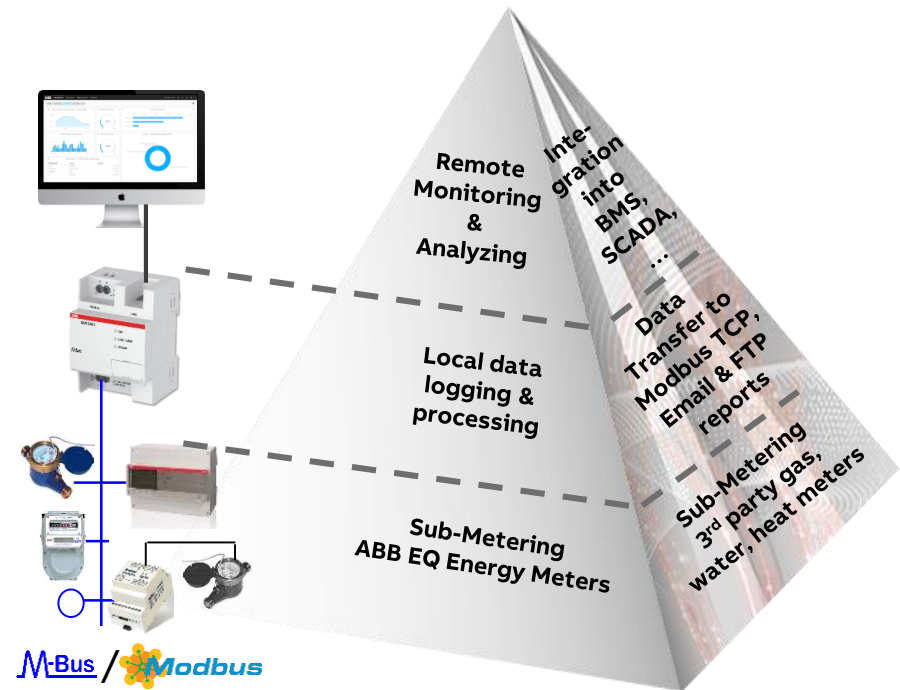 Remote
Monitoring
&
Analyzing
Inte-
gration
into
BMS,
SCADA,
...
Local data
logging &
processing
Data
Transfer to
Modbus TCP,
Email & FTP
reports
Sub-Metering
ABB EQ Energy Meters
Sub-Metering
3rd party gas,
water, heat meters
M-Bus / Modbus